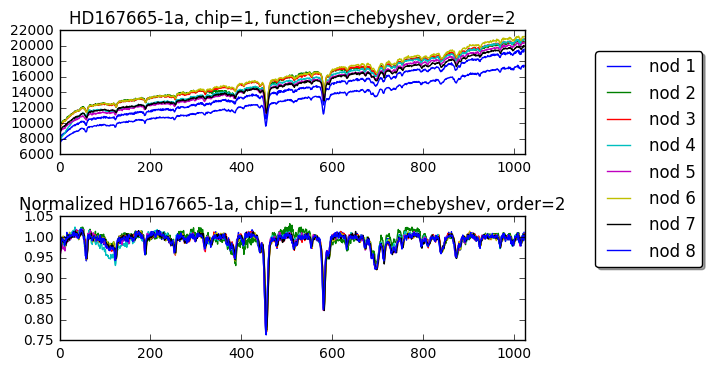 HD167665-1a, chip=1, function=chebyshev, order=2
22000
20000
18000
16000
14000
12000
10000
8000
6000
0 200 400 600 800 1000
Normalized HD167665-1a, chip=1, function=chebyshev, order=2
1.05
1.00
0.95
0.90
0.85
0.80
0.75
0 200 400 600 800 1000
nod 1
nod 2
nod 3
nod 4
nod 5
nod 6
nod 7
nod 8